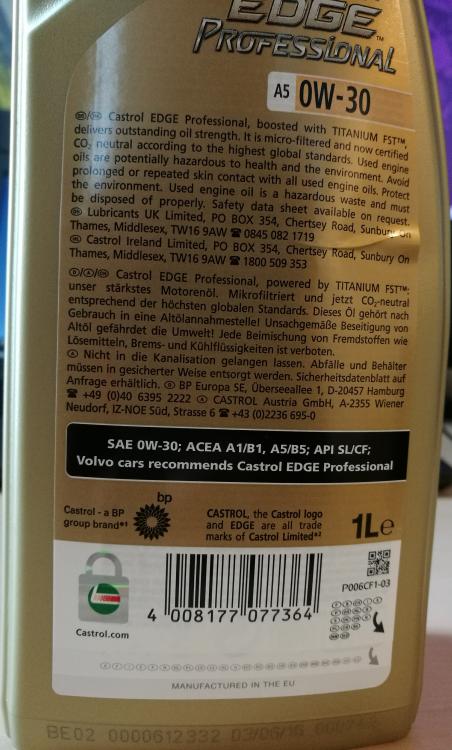 EDGE
PROFESSIONAL™
A5 0W-30
GB/IRL Castrol EDGE Professional, boosted with TITANIUM FST™,
delivers outstanding oil strength. It is micro-filtered and now certified
CO₂ neutral according to the highest global standards. Used engine
oils are potentially hazardous to health and the environment. Avoid
prolonged or repeated skin contact with all used engine oils. Protect
the environment. Used engine oil is a hazardous waste and must
be disposed of properly. Safety data sheet available on request.
GB Lubricants UK Limited, PO BOX 354, Chertsey Road, Sunbury On
Thames, Middlesex, TW16 9AW ☎ 0845 082 1719
IRL Castrol Ireland Limited, PO BOX 354, Chertsey Road, Sunbury On
Thames, Middlesex, TW16 9AW ☎ 1800 509 353
D/A/CH Castrol EDGE Professional, powered by TITANIUM FST™:
unser stärkstes Motorenöl. Mikrofiltriert und jetzt CO₂-neutral
entsprechend der höchsten globalen Standards. Dieses Öl gehört nach
Gebrauch in eine Altölannahmestelle! Unsachgemäße Beseitigung von
Altöl gefährdet die Umwelt! Jede Beimischung von Fremdstoffen wie
Lösemitteln, Brems- und Kühlflüssigkeiten ist verboten.
A Nicht in die Kanalisation gelangen lassen. Abfälle und Behälter
müssen in gesicherter Weise entsorgt werden. Sicherheitsdatenblatt auf
Anfrage erhältlich. D BP Europa SE, Überseeallee 1, D-20457 Hamburg
☎ +49 (0)40 6395 2222 A CASTROL Austria GmbH, A-2355 Wiener
Neudorf, IZ-NOE Süd, Strasse 6 ☎ +43 (0)2236 695-0
SAE 0W-30; ACEA A1/B1, A5/B5; API SL/CF;
Volvo cars recommends Castrol EDGE Professional
Castrol - a BP
group brand*¹
bp
CASTROL, the Castrol logo
and EDGE are all trade
marks of Castrol Limited*²
1L e
P006CF1-03
4 008177 077364
Castrol.com
MANUFACTURED IN THE EU
BE02 0000612332 03/06/16